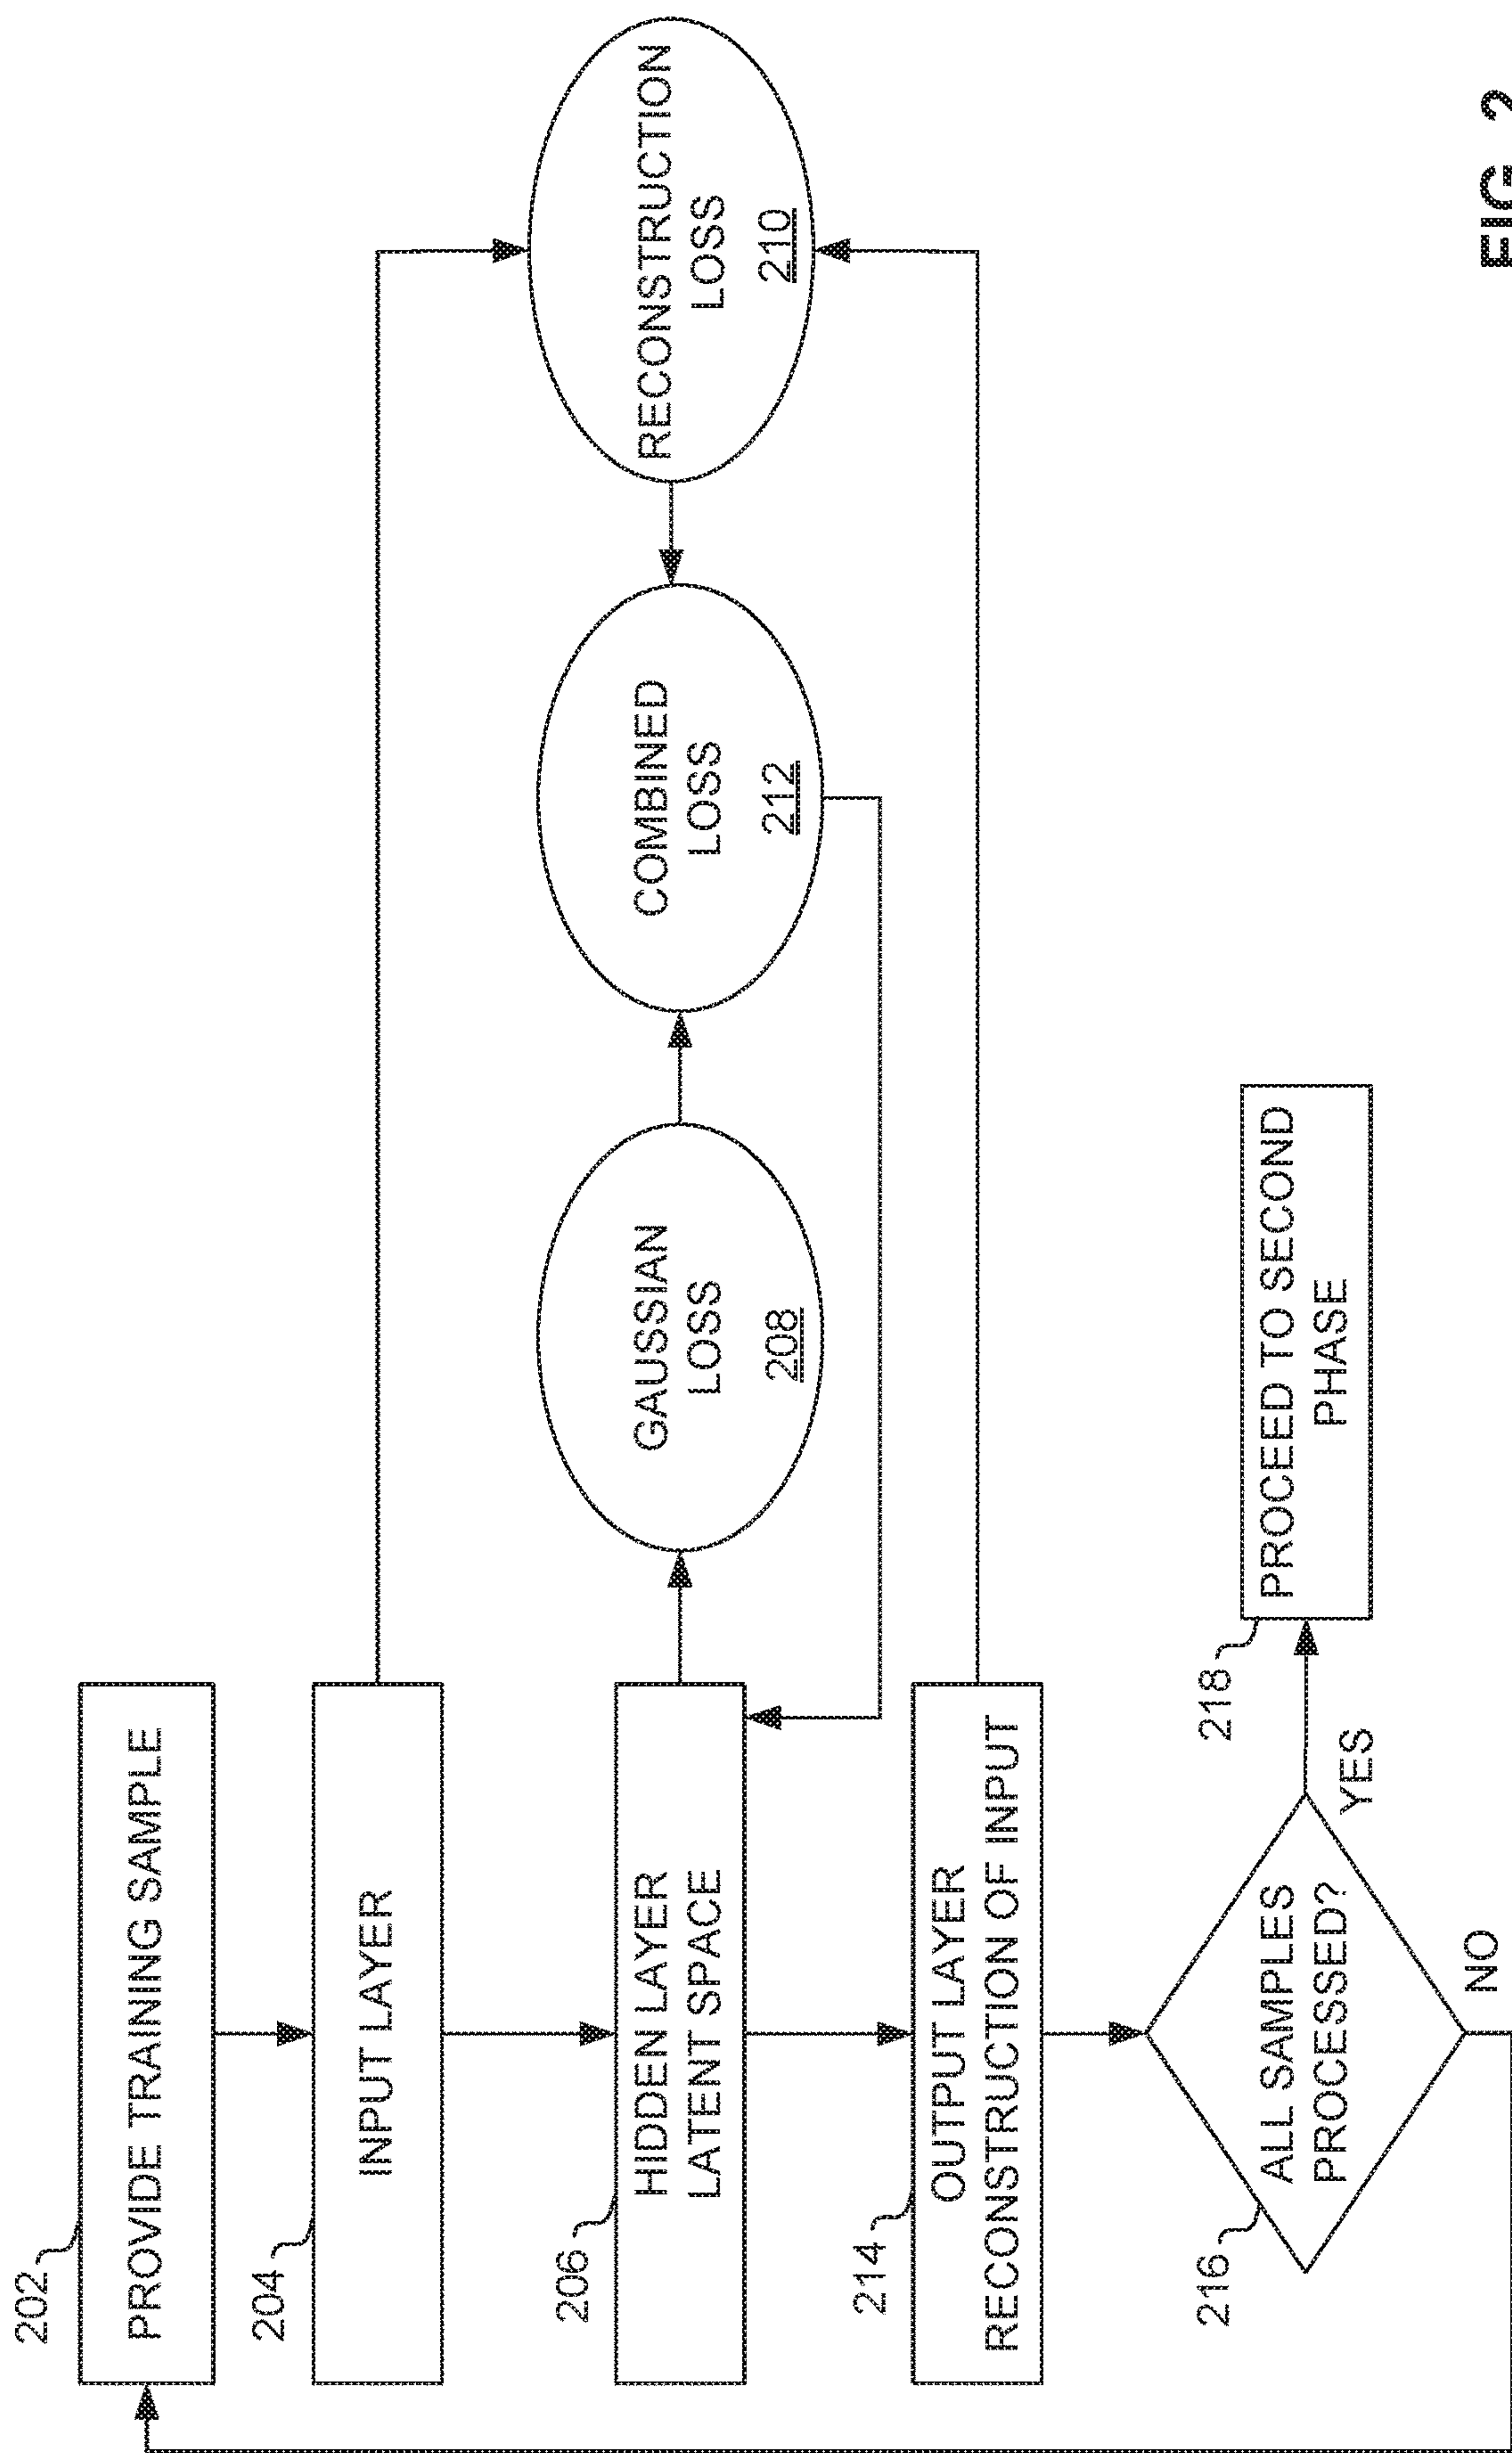 202
PROVIDE TRAINING SAMPLE
204
INPUT LAYER
206
HIDDEN LAYER
LATENT SPACE
GAUSSIAN
LOSS
208
COMBINED
LOSS
212
RECONSTRUCTION
LOSS
210
214
OUTPUT LAYER
RECONSTRUCTION OF INPUT
216
ALL SAMPLES
PROCESSED?
YES
NO
218
PROCEED TO SECOND
PHASE
FIG. 2